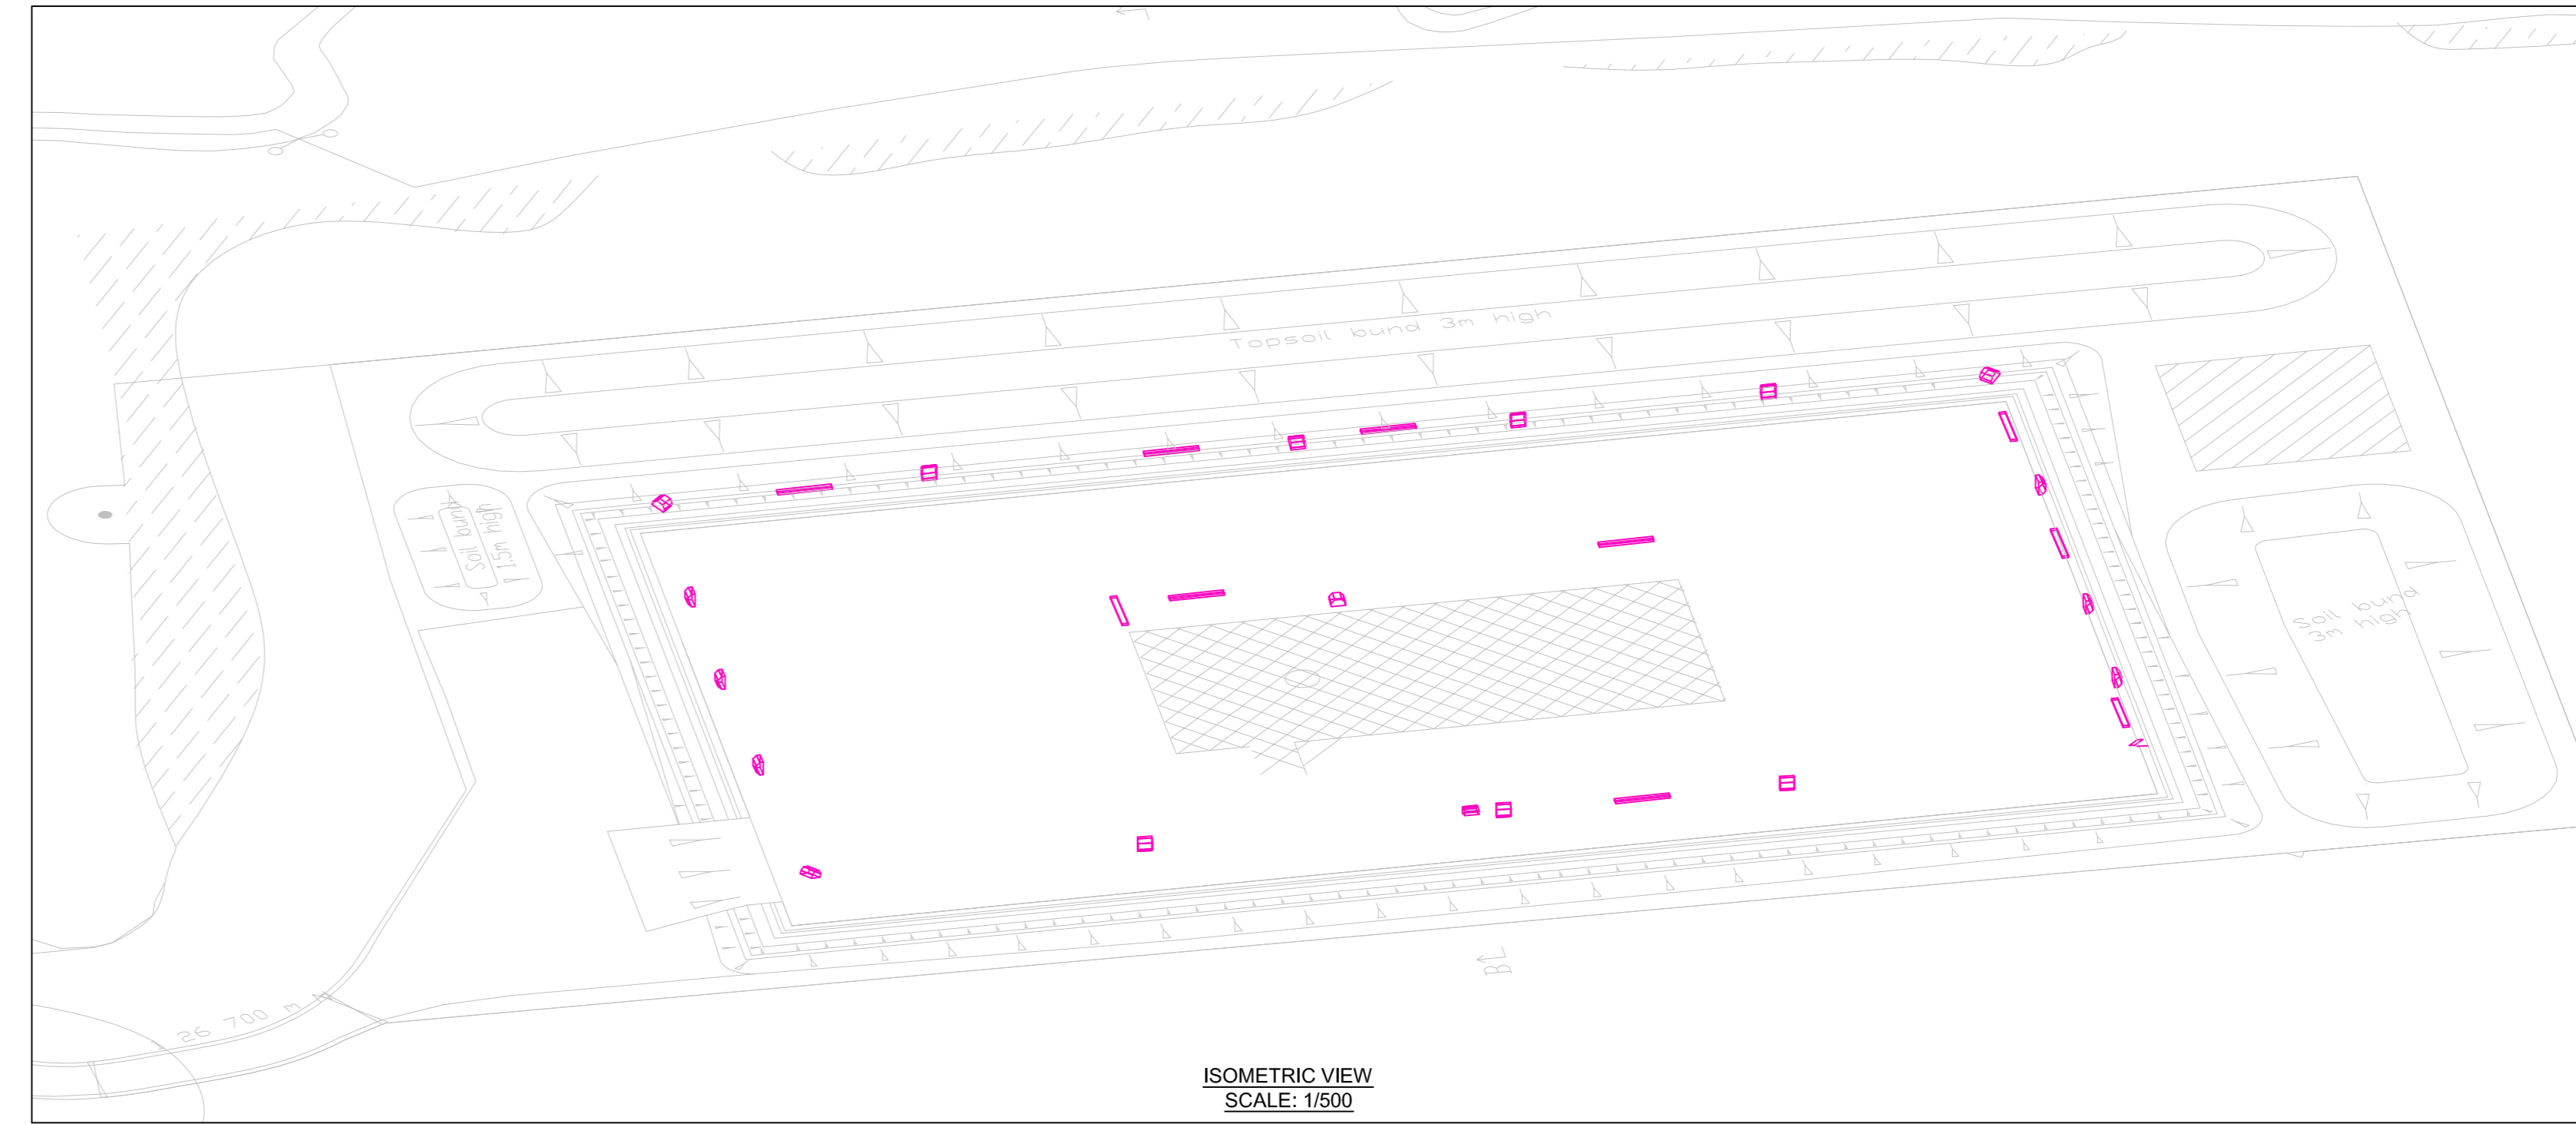 Topsoil bund 3m high
Soil bund
1.5m high
Soil bund
3m high
B
26 700 m
ISOMETRIC VIEW
SCALE: 1/500